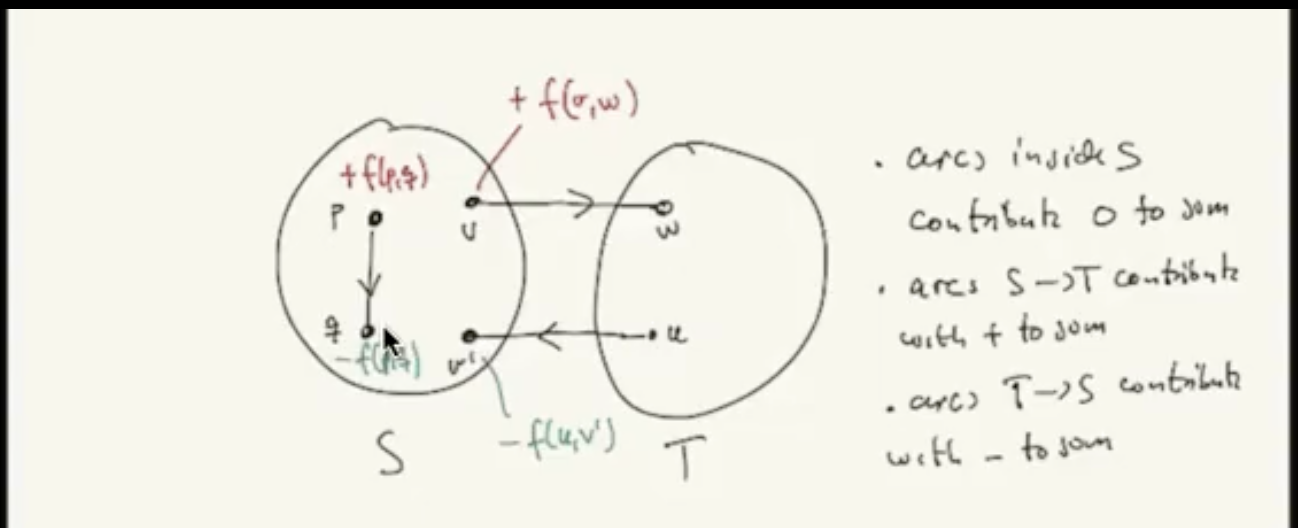 + f(v,w)
+f(p,q)
p
v
w
q
u
-f(p,q)
v'
-f(u,v')
S
T
• arcs inside S
contribute 0 to sum
• arcs S->T contribute
with + to sum
• arcs T->S contribute
with - to sum